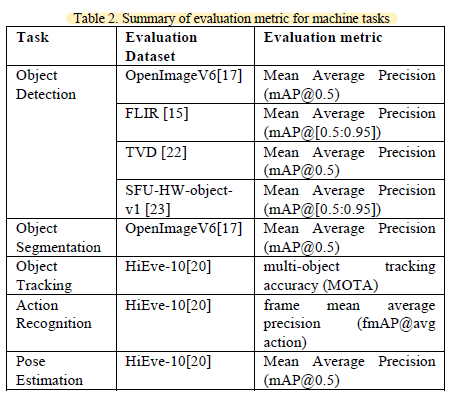 Table 2. Summary of evaluation metric for machine tasks
Task Evaluation Evaluation metric
Dataset
Object OpenImageV6[17] Mean Average Precision
Detection (mAP@0.5)
FLIR [15] Mean Average Precision
(mAP@[0.5:0.95])
TVD [22] Mean Average Precision
(mAP@0.5)
SFU-HW-object- Mean Average Precision
v1 [23] (mAP@[0.5:0.95])
Object OpenImageV6[17] Mean Average Precision
Segmentation (mAP@0.5)
Object HiEve-10[20] multi-object tracking
Tracking accuracy (MOTA)
Action HiEve-10[20] frame mean average
Recognition precision (fmAP@avg
action)
Pose HiEve-10[20] Mean Average Precision
Estimation (mAP@0.5)